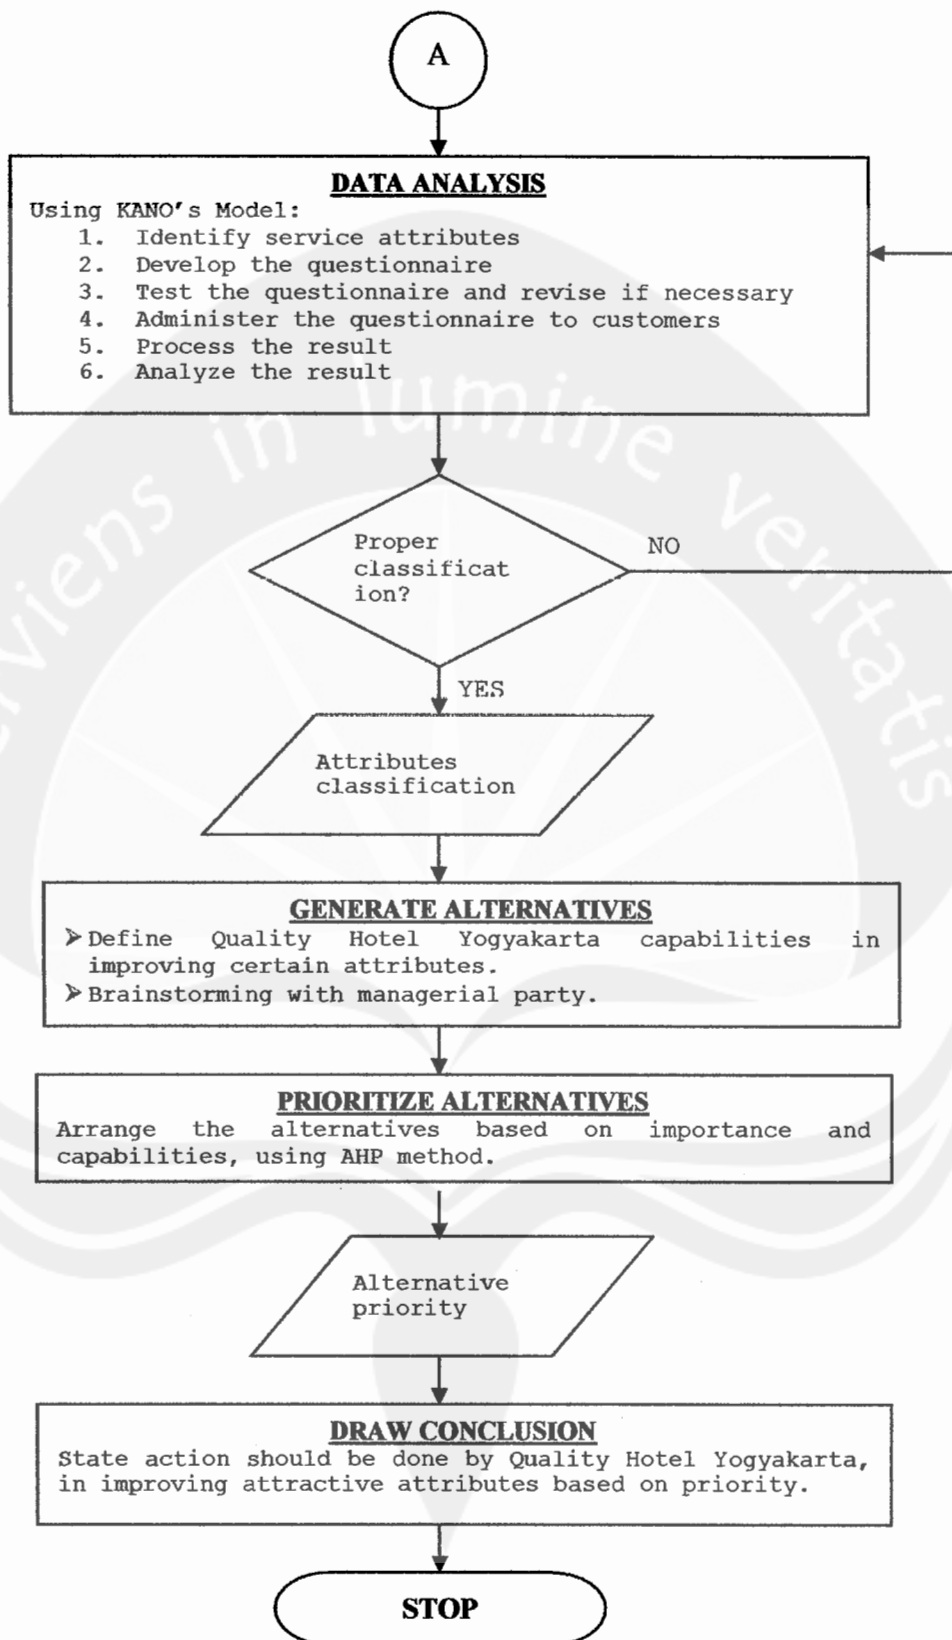 A
DATA ANALYSIS
Using KANO's Model:
1. Identify service attributes
2. Develop the questionnaire
3. Test the questionnaire and revise if necessary
4. Administer the questionnaire to customers
5. Process the result
6. Analyze the result
Proper
classificat
ion?
NO
YES
Attributes
classification
GENERATE ALTERNATIVES
➢ Define Quality Hotel Yogyakarta capabilities in
improving certain attributes.
➢ Brainstorming with managerial party.
PRIORITIZE ALTERNATIVES
Arrange the alternatives based on importance and
capabilities, using AHP method.
Alternative
priority
DRAW CONCLUSION
State action should be done by Quality Hotel Yogyakarta,
in improving attractive attributes based on priority.
STOP
in lumine veritatis